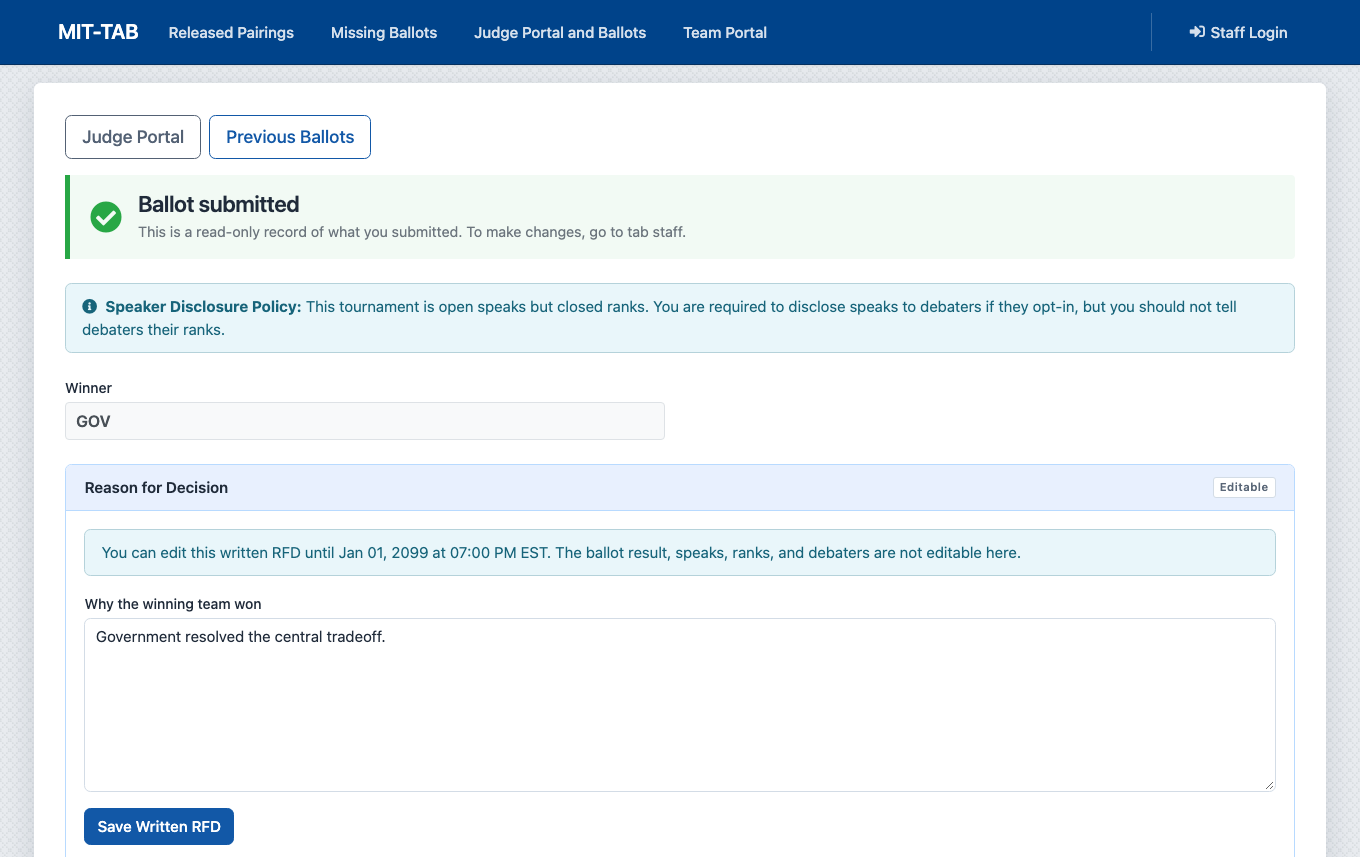 MIT-TAB
Released Pairings
Missing Ballots
Judge Portal and Ballots
Team Portal
Staff Login
Judge Portal
Previous Ballots
Ballot submitted
This is a read-only record of what you submitted. To make changes, go to tab staff.
Speaker Disclosure Policy: This tournament is open speaks but closed ranks. You are required to disclose speaks to debaters if they opt-in, but you should not tell
debaters their ranks.
Winner
GOV
Reason for Decision
Editable
You can edit this written RFD until Jan 01, 2099 at 07:00 PM EST. The ballot result, speaks, ranks, and debaters are not editable here.
Why the winning team won
Government resolved the central tradeoff.
Save Written RFD